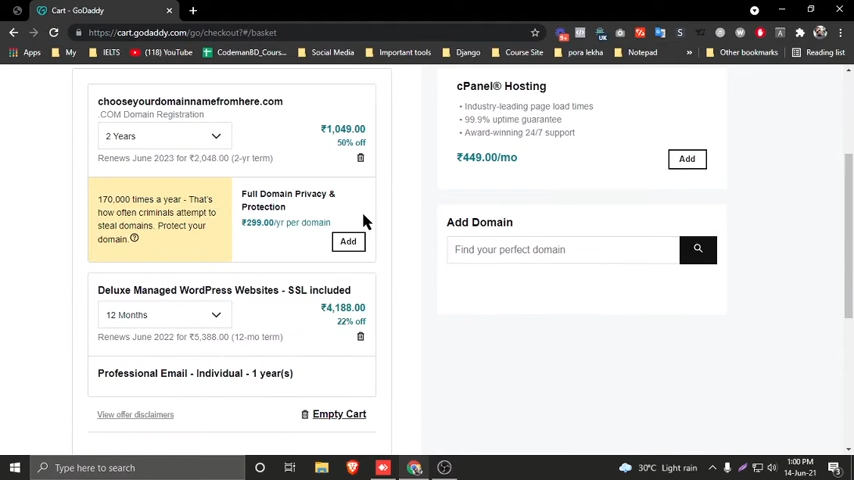 Cart - GoDaddy
https://cart.godaddy.com/go/checkout?#/basket
Apps
My
IELTS
(118) YouTube
CodemanBD_Cours...
Social Media
Important tools
Django
Course Site
pora lekha
Notepad
Other bookmarks
Reading list
chooseyourdomainnamefromhere.com
.COM Domain Registration
2 Years
₹1,049.00
50% off
Renews June 2023 for ₹2,048.00 (2-yr term)
170,000 times a year - That's
how often criminals attempt to
steal domains. Protect your
domain.
Full Domain Privacy &
Protection
₹299.00/yr per domain
Add
Deluxe Managed WordPress Websites - SSL included
12 Months
₹4,188.00
22% off
Renews June 2022 for ₹5,388.00 (12-mo term)
Professional Email - Individual - 1 year(s)
View offer disclaimers
Empty Cart
cPanel® Hosting
• Industry-leading page load times
• 99.9% uptime guarantee
• Award-winning 24/7 support
₹449.00/mo
Add
Add Domain
Find your perfect domain
Type here to search
30°C Light rain
1:00 PM
14-Jun-21